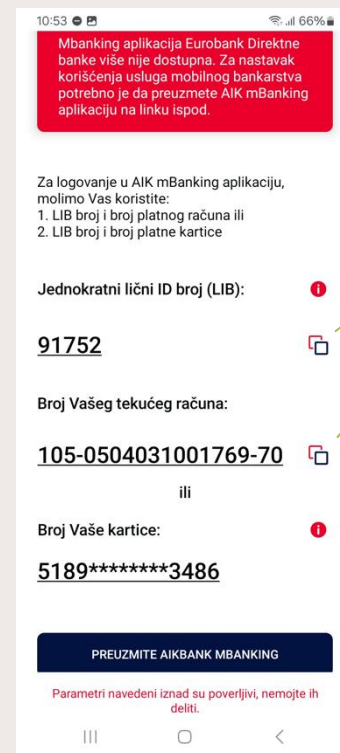 10:53 66%
Mbanking aplikacija Eurobank Direktne
banke više nije dostupna. Za nastavak
korišćenja usluga mobilnog bankarstva
potrebno je da preuzmete AIK mBanking
aplikaciju na linku ispod.
Za logovanje u AIK mBanking aplikaciju,
molimo Vas koristite:
1. LIB broj i broj platnog računa ili
2. LIB broj i broj platne kartice
Jednokratni lični ID broj (LIB):
91752
Broj Vašeg tekućeg računa:
105-0504031001769-70
ili
Broj Vaše kartice:
5189********3486
PREUZMITE AIKBANK MBANKING
Parametri navedeni iznad su poverljivi, nemojte ih
deliti.